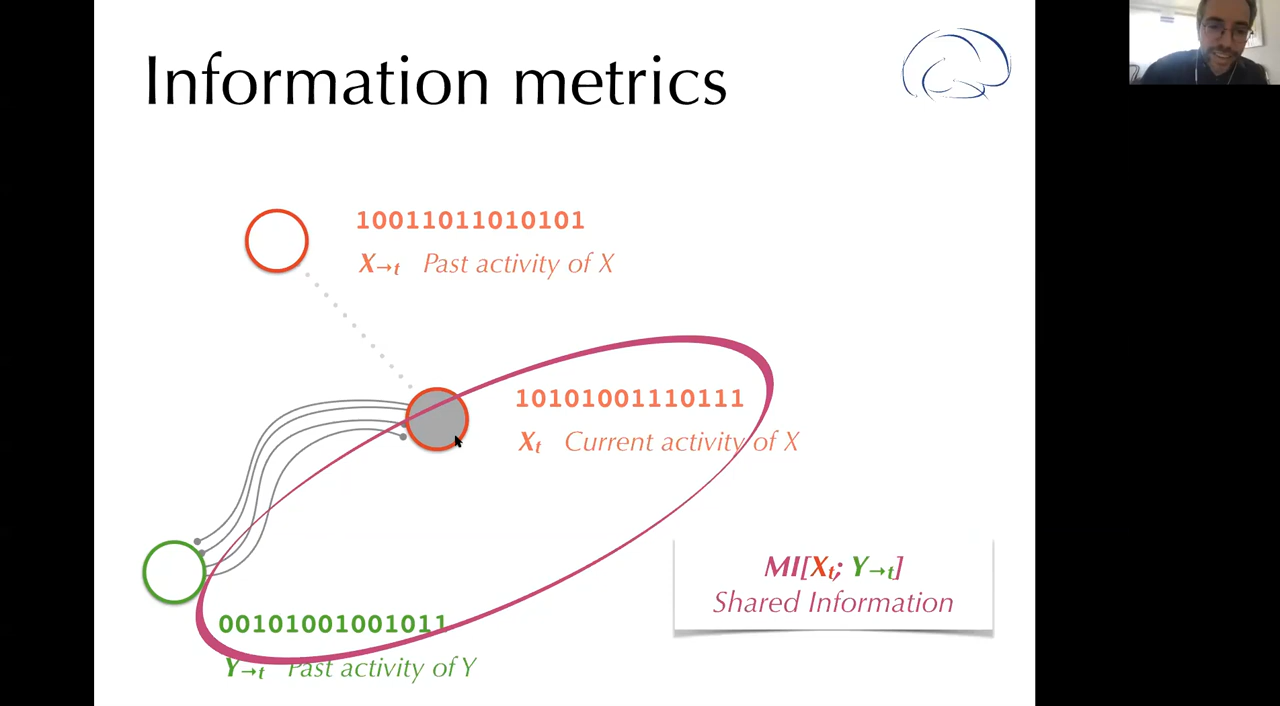 Information metrics
10011011010101
X→t Past activity of X
10101001110111
Xt Current activity of X
MI[Xt; Y→t]
Shared Information
00101001001011
Y→t Past activity of Y